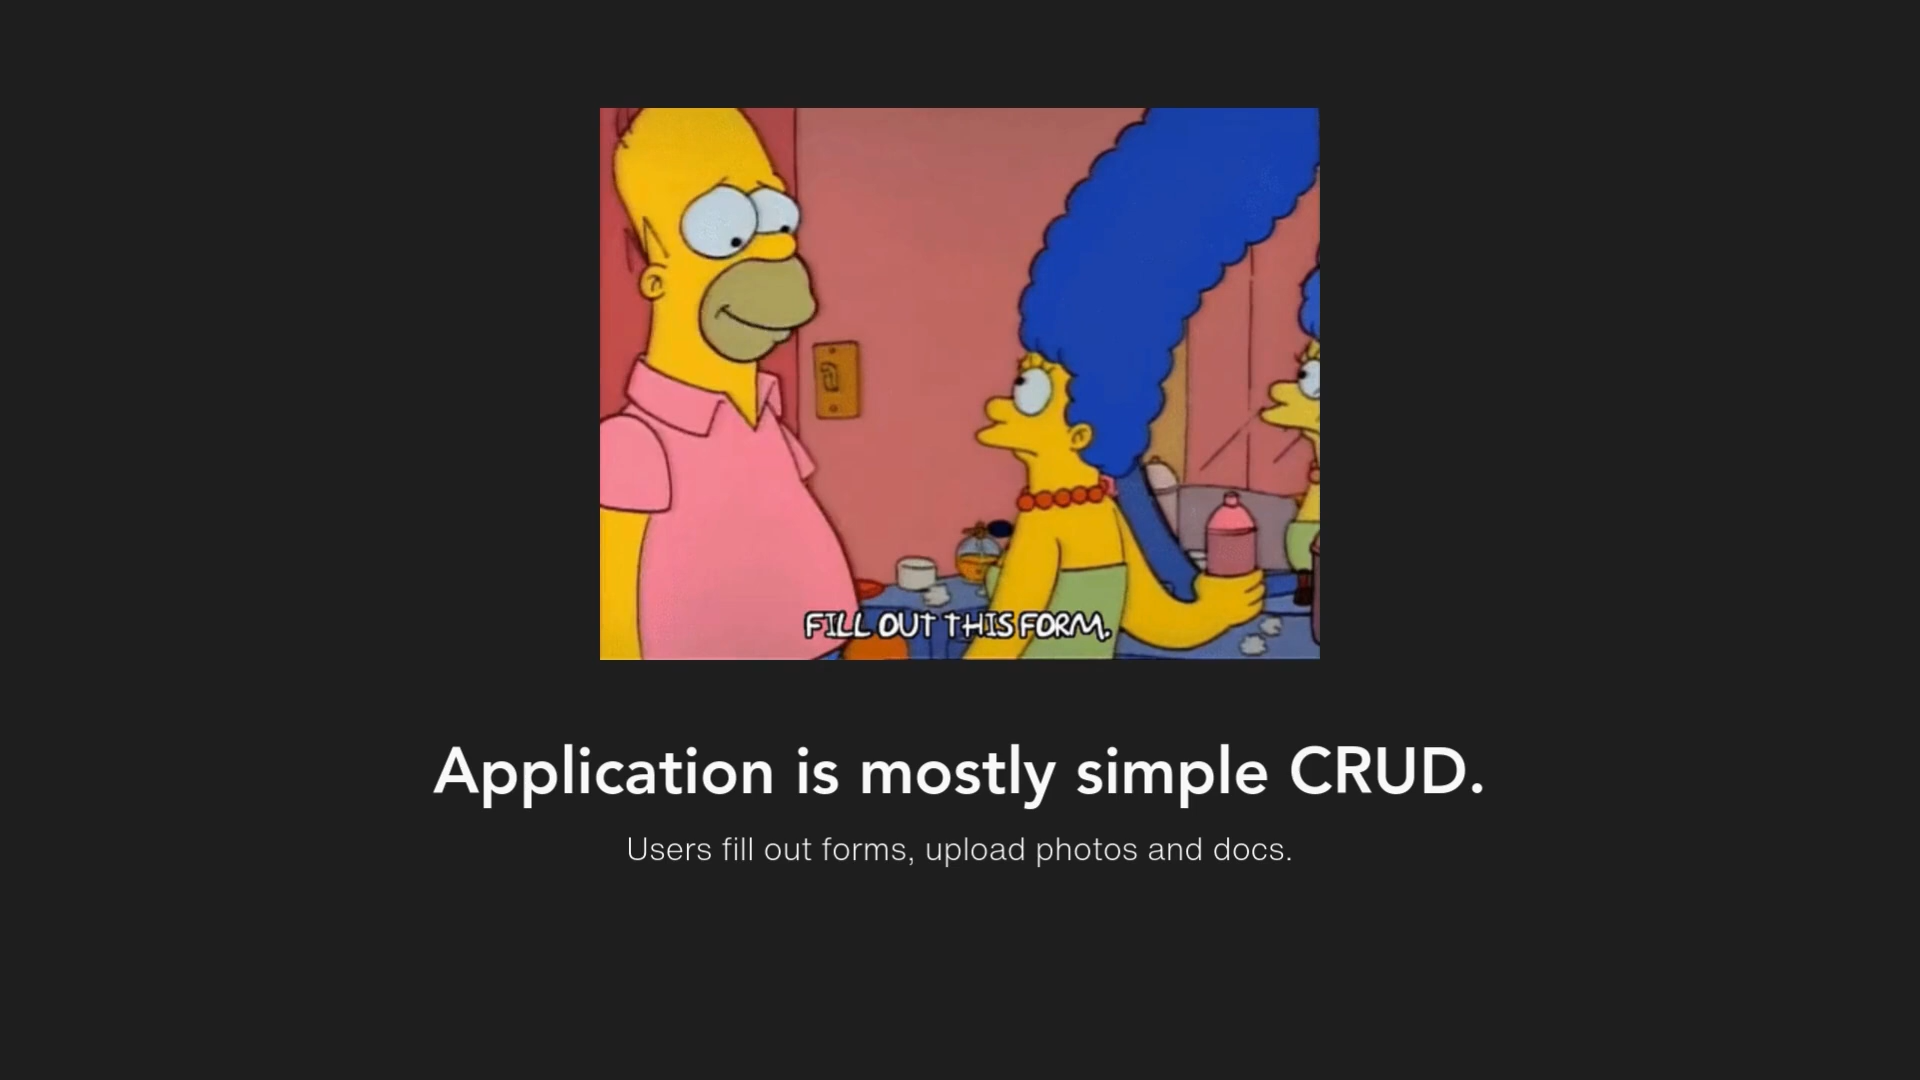 FILL OUT THIS FORM.
Application is mostly simple CRUD.
Users fill out forms, upload photos and docs.